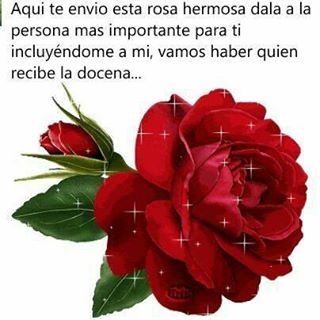 Aqui te envio esta rosa hermosa dala a la
persona mas importante para ti
incluyéndome a mi, vamos haber quien
recibe la docena...